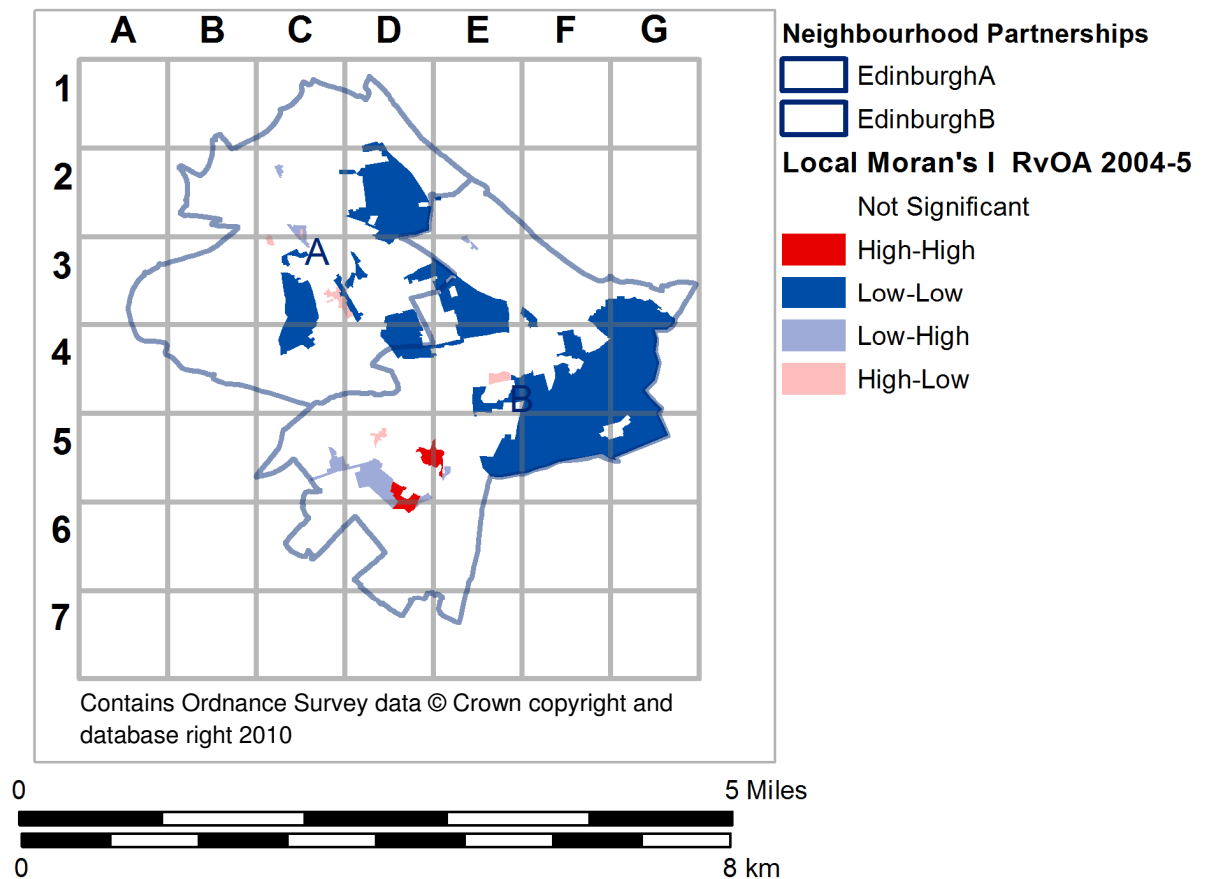 A B C D E F G
1
2
3
4
5
6
7
A
B
Contains Ordnance Survey data © Crown copyright and
database right 2010
0 5 Miles
0 8 km
Neighbourhood Partnerships
EdinburghA
EdinburghB
Local Moran's I RvOA 2004-5
Not Significant
High-High
Low-Low
Low-High
High-Low